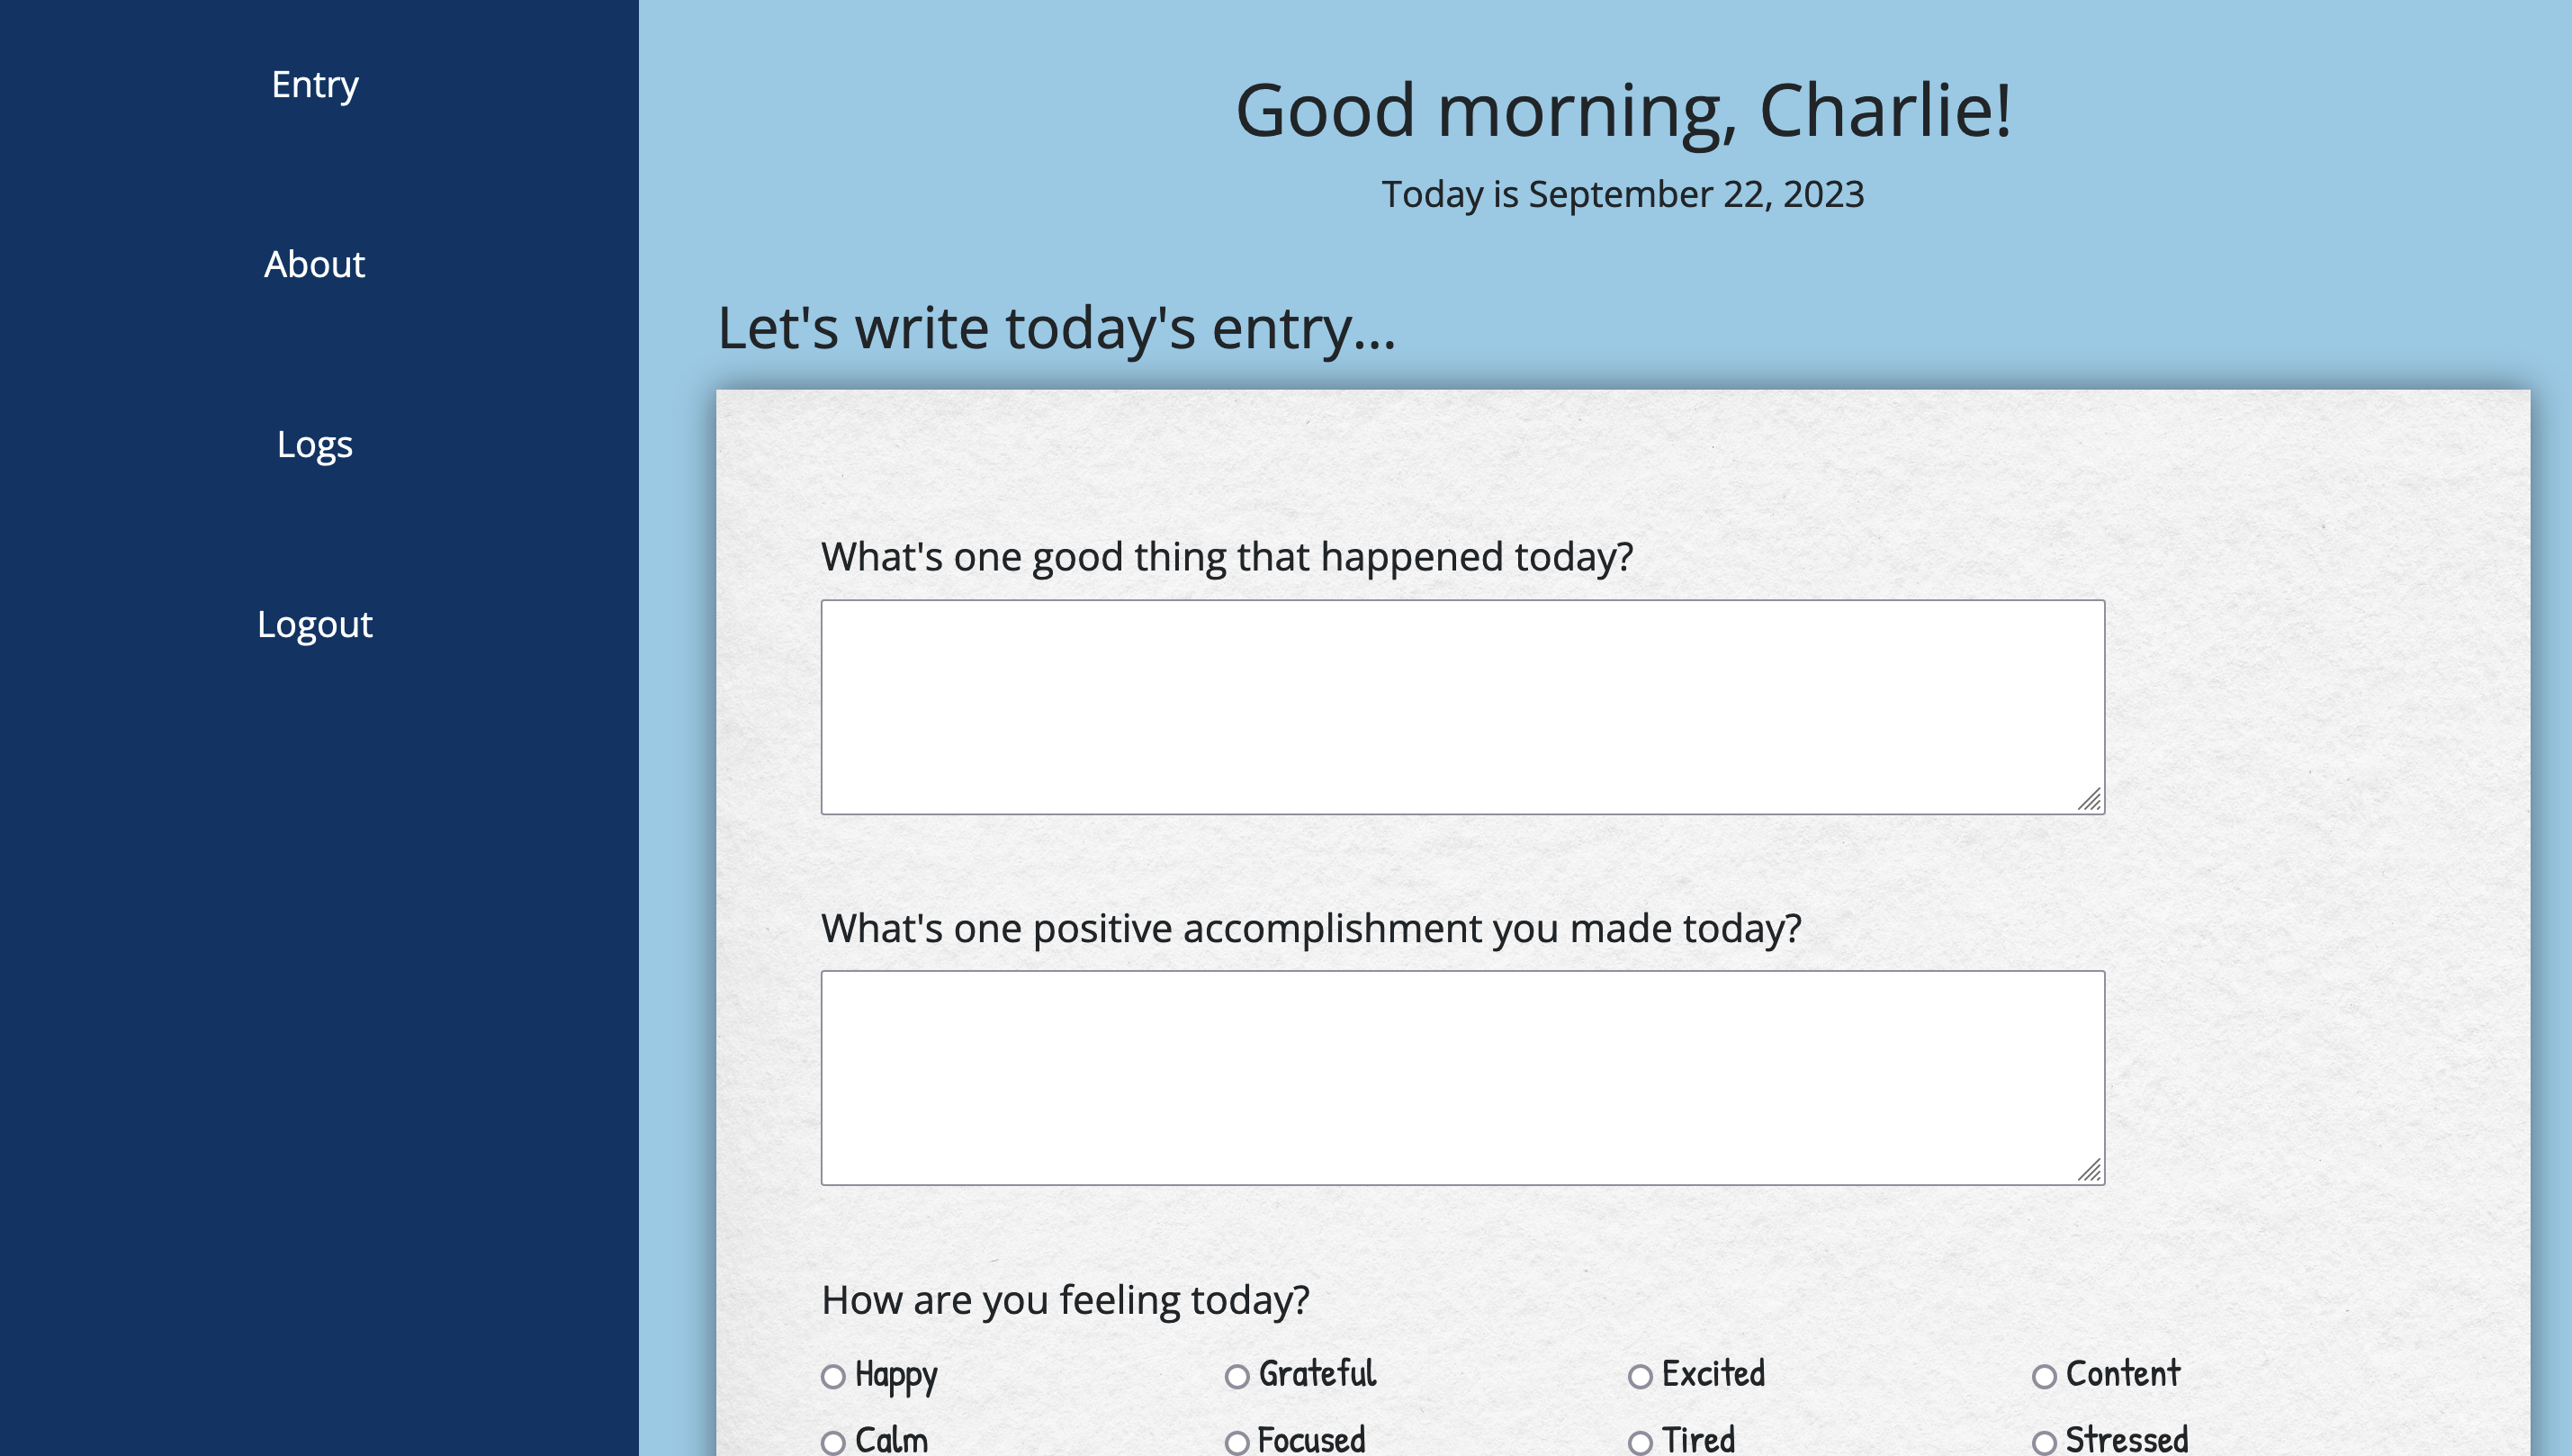 Entry
About
Logs
Logout
Good morning, Charlie!
Today is September 22, 2023
Let's write today's entry...
What's one good thing that happened today?
What's one positive accomplishment you made today?
How are you feeling today?
Happy Grateful Excited Content
Calm Focused Tired Stressed